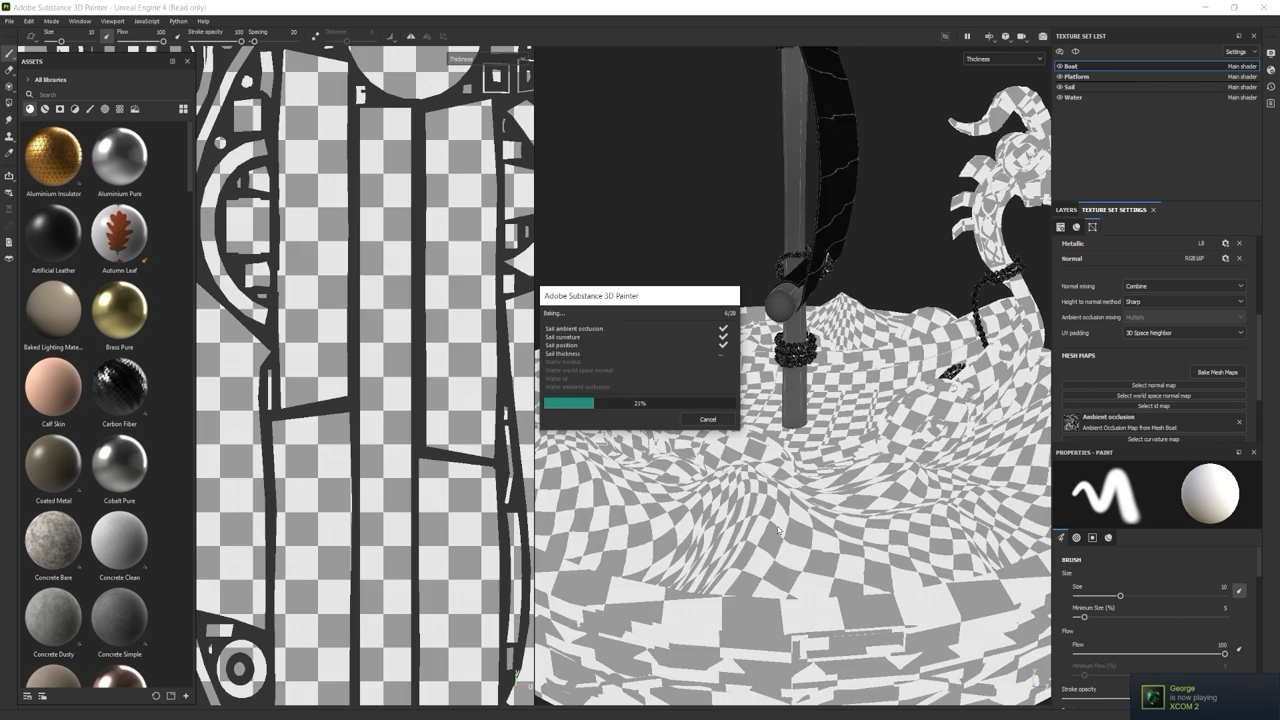 Adobe Substance 3D Painter - Unreal Engine 4 (Read only)
File Edit Mode Window Viewport JavaScript Python Help
Size 10 Flow 100 Stroke opacity 100 Spacing 20 Distance 8
ASSETS
All libraries
Search
Aluminium Insulator Aluminium Pure
Artificial Leather Autumn Leaf
Baked Lighting Mate... Brass Pure
Calf Skin Carbon Fiber
Coated Metal Cobalt Pure
Concrete Bare Concrete Clean
Concrete Dusty Concrete Simple
Thickness
Thickness
Adobe Substance 3D Painter
Baking... 6/28
Sail ambient occlusion
Sail curvature
Sail position
Sail thickness ...
Water normal
Water world space normal
Water id
Water ambient occlusion
21%
Cancel
TEXTURE SET LIST
Settings
Boat Main shader
Platform Main shader
Sail Main shader
Water Main shader
LAYERS TEXTURE SET SETTINGS
Metallic L8
Normal RGB16F
Normal mixing Combine
Height to normal method Sharp
Ambient occlusion mixing Multiply
UV padding 3D Space Neighbor
MESH MAPS
Bake Mesh Maps
Select normal map
Select world space normal map
Select id map
Ambient occlusion
Ambient Occlusion Map from Mesh Boat
Select curvature map
PROPERTIES - PAINT
BRUSH
Size
Size 10
Minimum Size (%) 5
Flow
Flow 100
Minimum Flow (%)
Stroke opacity
George
is now playing
XCOM 2